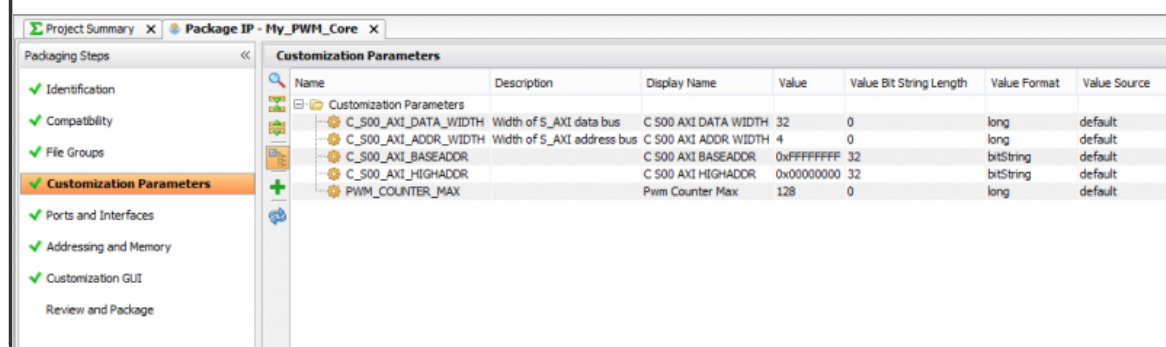 Project Summary X Package IP - My_PWM_Core X
Packaging Steps «
Customization Parameters
Identification
Compatibility
File Groups
Customization Parameters
Ports and Interfaces
Addressing and Memory
Customization GUI
Review and Package
Name Description Display Name Value Value Bit String Length Value Format Value Source
Customization Parameters
C_S00_AXI_DATA_WIDTH Width of S_AXI data bus C S00 AXI DATA WIDTH 32 0 long default
C_S00_AXI_ADDR_WIDTH Width of S_AXI address bus C S00 AXI ADDR WIDTH 4 0 long default
C_S00_AXI_BASEADDR C S00 AXI BASEADDR 0xFFFFFFFF 32 bitString default
C_S00_AXI_HIGHADDR C S00 AXI HIGHADDR 0x00000000 32 bitString default
PWM_COUNTER_MAX Pwm Counter Max 128 0 long default